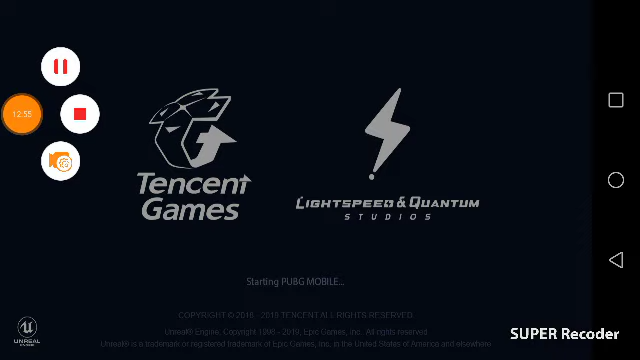 12:55
Tencent
Games
LIGHTSPEED & QUANTUM
STUDIOS
Starting PUBG MOBILE...
COPYRIGHT © 2018 - 2019 TENCENT ALL RIGHTS RESERVED.
Unreal® Engine, Copyright 1998 - 2019, Epic Games, Inc. All rights reserved.
Unreal® is a trademark or registered trademark of Epic Games, Inc. in the United States of America and elsewhere
UNREAL
SUPER Recoder